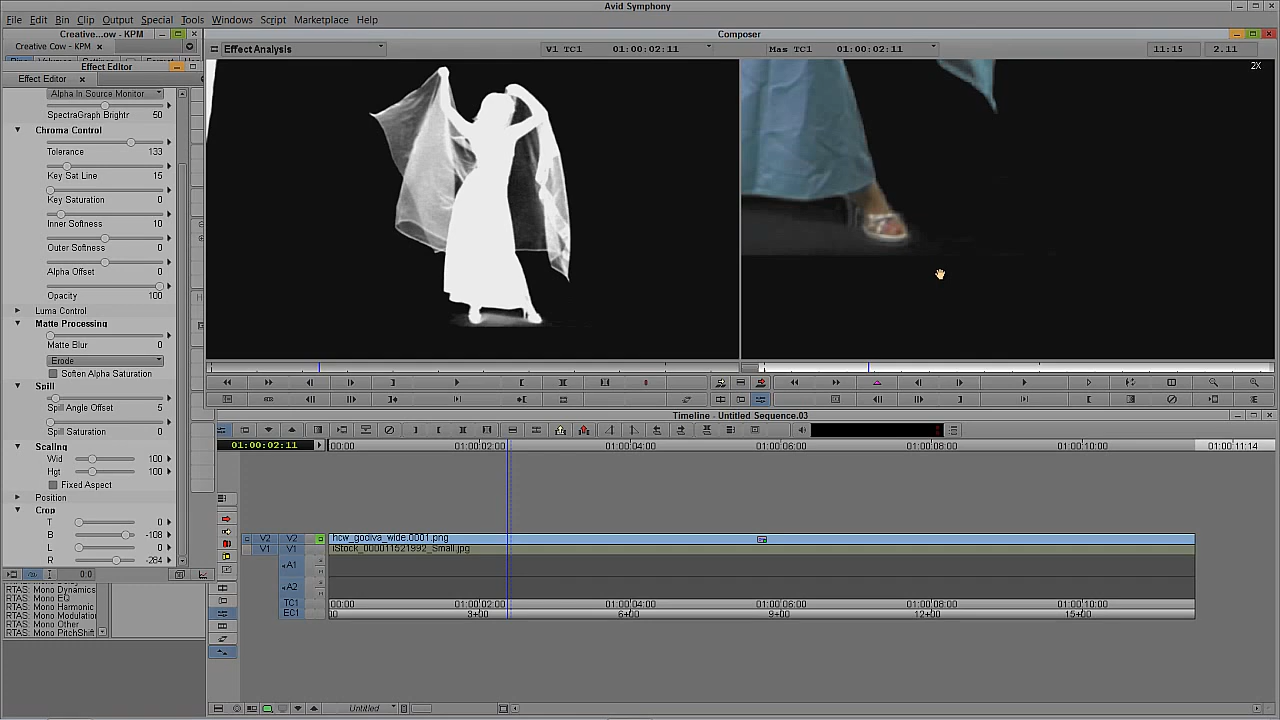 Avid Symphony
File Edit Bin Clip Output Special Tools Windows Script Marketplace Help
Creative...ow - KPM
Composer
Creative Cow - KPM
Effect Analysis
V1 TC1 01:00:02:11
Mas TC1 01:00:02:11
11:15
2.11
Effect Editor
2X
Effect Editor
Alpha In Source Monitor
SpectraGraph Brightr 50
Chroma Control
Tolerance 133
Key Sat Line 15
Key Saturation 0
Inner Softness 10
Outer Softness 0
Alpha Offset 0
Opacity 100
Luma Control
Matte Processing
Matte Blur 0
Erode
Soften Alpha Saturation
Spill
Spill Angle Offset 5
Spill Saturation 0
Timeline - Untitled Sequence.03
Scaling
01:00:02:11
00:00 01:00:02:00 01:00:04:00 01:00:06:00 01:00:08:00 01:00:10:00 01:00:11:14
Wid 100
Hgt 100
Fixed Aspect
Position
Crop
T 0
B -108
L 0
R -284
V2 V2 hcw_godiva_wide.0001.png
V1 V1 iStock_000011521992_Small.jpg
A1
A2
0:0
RTAS: Mono Dynamics
RTAS: Mono EQ
RTAS: Mono Harmonic
RTAS: Mono Modulation
RTAS: Mono Other
RTAS: Mono PitchShift
TC1 00:00 01:00:02:00 01:00:04:00 01:00:06:00 01:00:08:00 01:00:10:00
EC1 3+00 6+00 9+00 12+00 15+00
Untitled